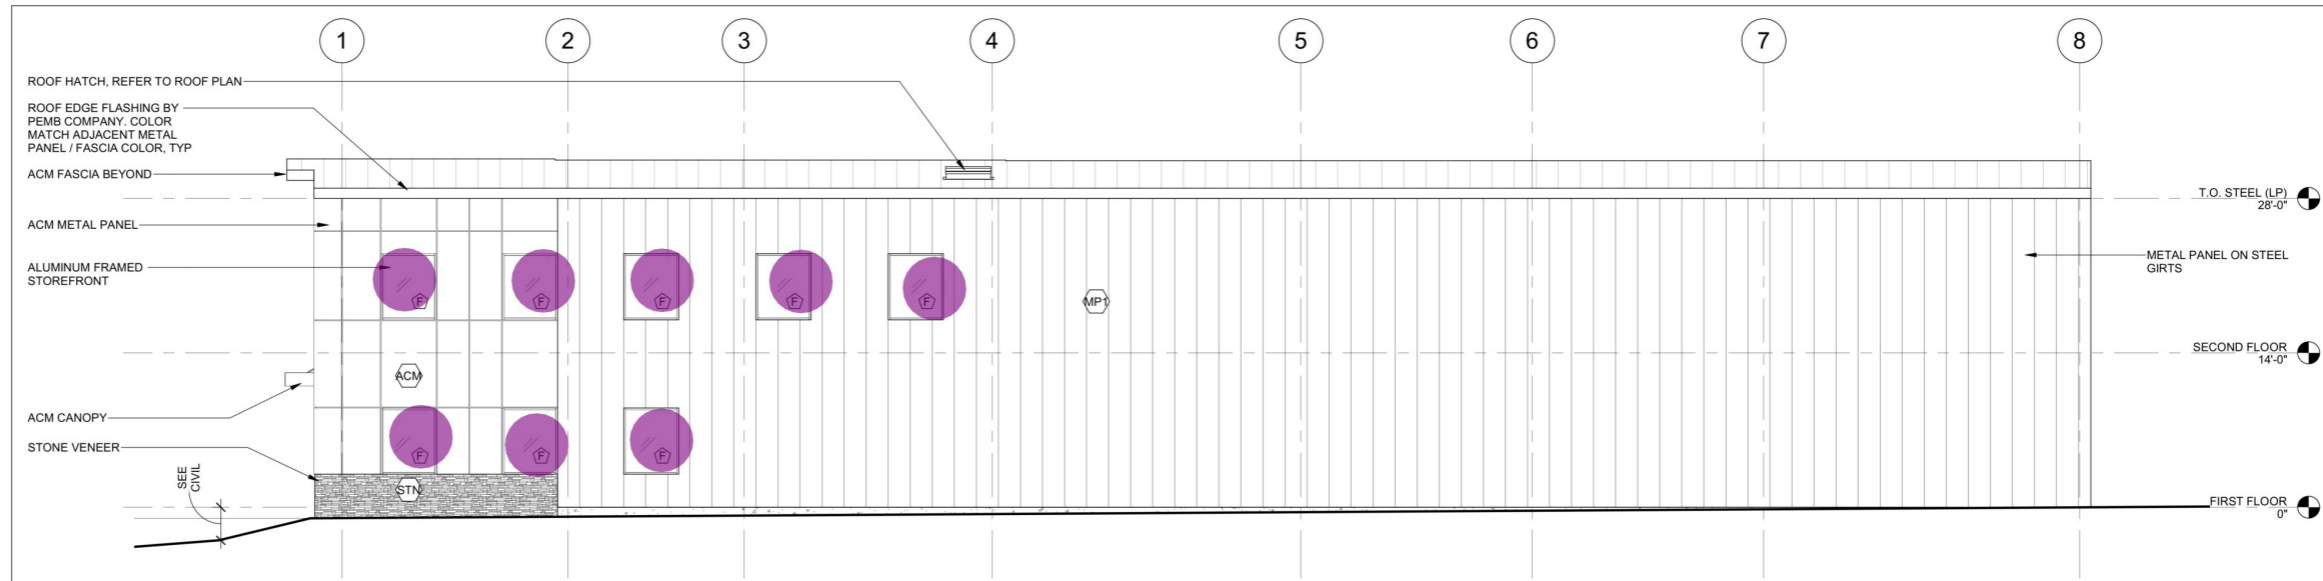 1 2 3 4 5 6 7 8
ROOF HATCH, REFER TO ROOF PLAN
ROOF EDGE FLASHING BY
PEMB COMPANY. COLOR
MATCH ADJACENT METAL
PANEL / FASCIA COLOR, TYP
ACM FASCIA BEYOND
T.O. STEEL (LP)
28'-0"
ACM METAL PANEL
METAL PANEL ON STEEL
GIRTS
ALUMINUM FRAMED
STOREFRONT
F F F F F
MP1
SECOND FLOOR
14'-0"
ACM
ACM CANOPY
STONE VENEER
F F F
SEE
CIVIL
STN
FIRST FLOOR
0"